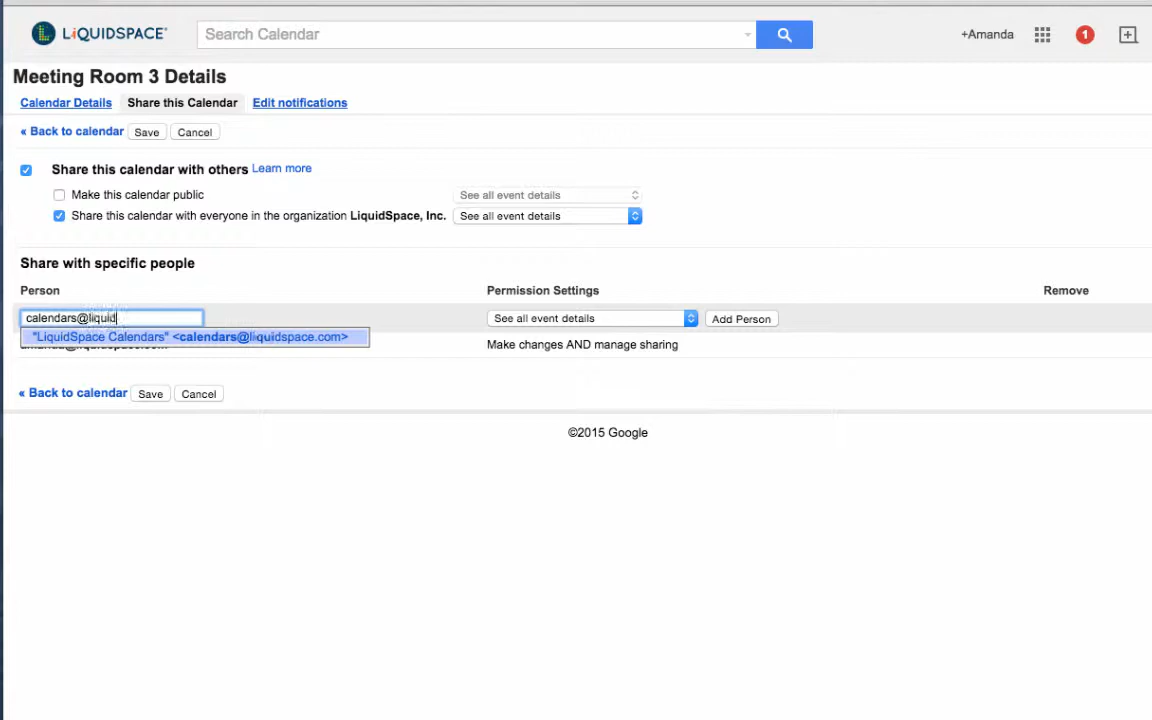 LiQUIDSPACE
Search Calendar
+Amanda
1
Meeting Room 3 Details
Calendar Details Share this Calendar Edit notifications
« Back to calendar Save Cancel
Share this calendar with others Learn more
Make this calendar public See all event details
Share this calendar with everyone in the organization LiquidSpace, Inc. See all event details
Share with specific people
Person Permission Settings Remove
calendars@liquid See all event details Add Person
"LiquidSpace Calendars" <calendars@liquidspace.com>
Make changes AND manage sharing
« Back to calendar Save Cancel
©2015 Google